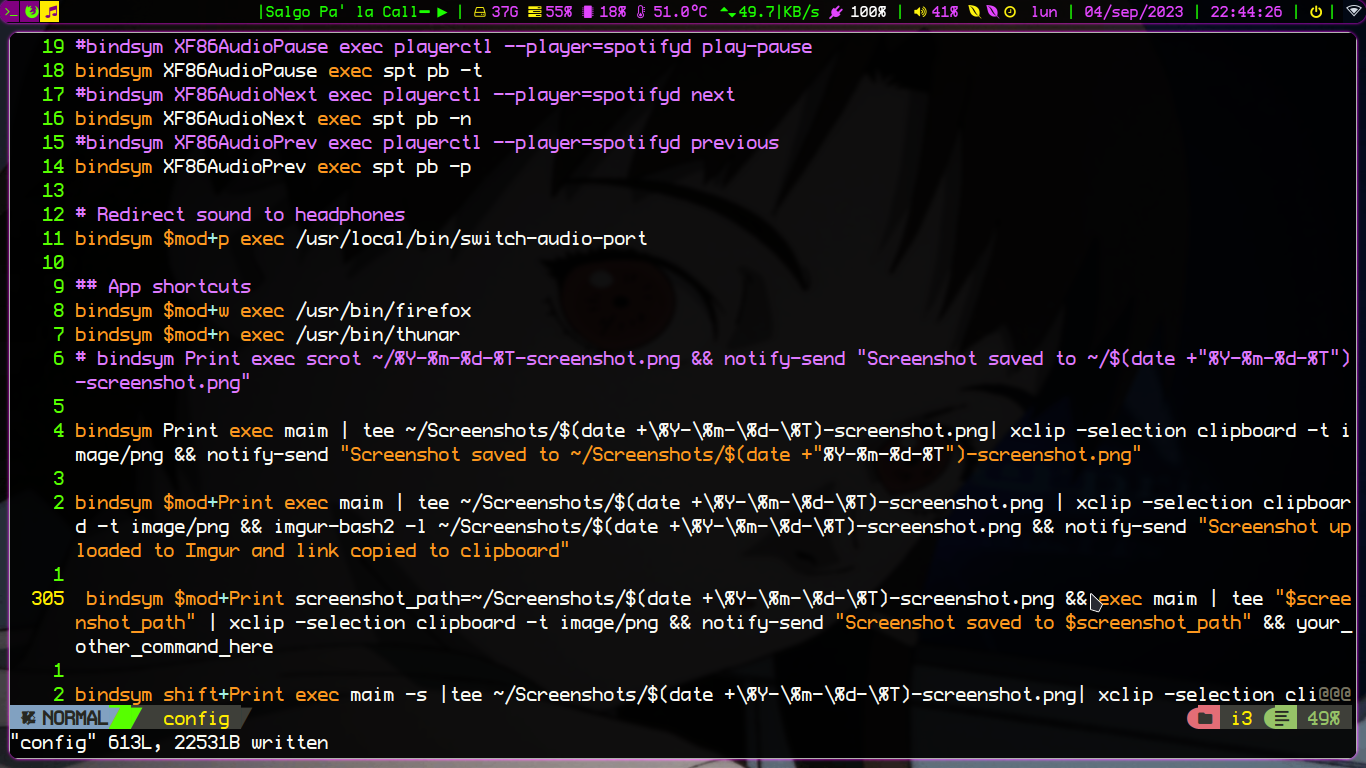 |Salgo Pa' la Call━ ▶ | 37G 55% 18% 51.0°C 49.7|KB/s 100% | 41% lun | 04/sep/2023 | 22:44:26 | |
19 #bindsym XF86AudioPause exec playerctl --player=spotifyd play-pause
18 bindsym XF86AudioPause exec spt pb -t
17 #bindsym XF86AudioNext exec playerctl --player=spotifyd next
16 bindsym XF86AudioNext exec spt pb -n
15 #bindsym XF86AudioPrev exec playerctl --player=spotifyd previous
14 bindsym XF86AudioPrev exec spt pb -p
13
12 # Redirect sound to headphones
11 bindsym $mod+p exec /usr/local/bin/switch-audio-port
10
9 ## App shortcuts
8 bindsym $mod+w exec /usr/bin/firefox
7 bindsym $mod+n exec /usr/bin/thunar
6 # bindsym Print exec scrot ~/%Y-%m-%d-%T-screenshot.png && notify-send "Screenshot saved to ~/$(date +"%Y-%m-%d-%T")
-screenshot.png"
5
4 bindsym Print exec maim | tee ~/Screenshots/$(date +\%Y-\%m-\%d-\%T)-screenshot.png| xclip -selection clipboard -t i
mage/png && notify-send "Screenshot saved to ~/Screenshots/$(date +"%Y-%m-%d-%T")-screenshot.png"
3
2 bindsym $mod+Print exec maim | tee ~/Screenshots/$(date +\%Y-\%m-\%d-\%T)-screenshot.png | xclip -selection clipboar
d -t image/png && imgur-bash2 -l ~/Screenshots/$(date +\%Y-\%m-\%d-\%T)-screenshot.png && notify-send "Screenshot up
loaded to Imgur and link copied to clipboard"
1
305 bindsym $mod+Print screenshot_path=~/Screenshots/$(date +\%Y-\%m-\%d-\%T)-screenshot.png && exec maim | tee "$scree
nshot_path" | xclip -selection clipboard -t image/png && notify-send "Screenshot saved to $screenshot_path" && your_
other_command_here
1
2 bindsym shift+Print exec maim -s |tee ~/Screenshots/$(date +\%Y-\%m-\%d-\%T)-screenshot.png| xclip -selection cli@@@
NORMAL config i3 49%
"config" 613L, 22531B written